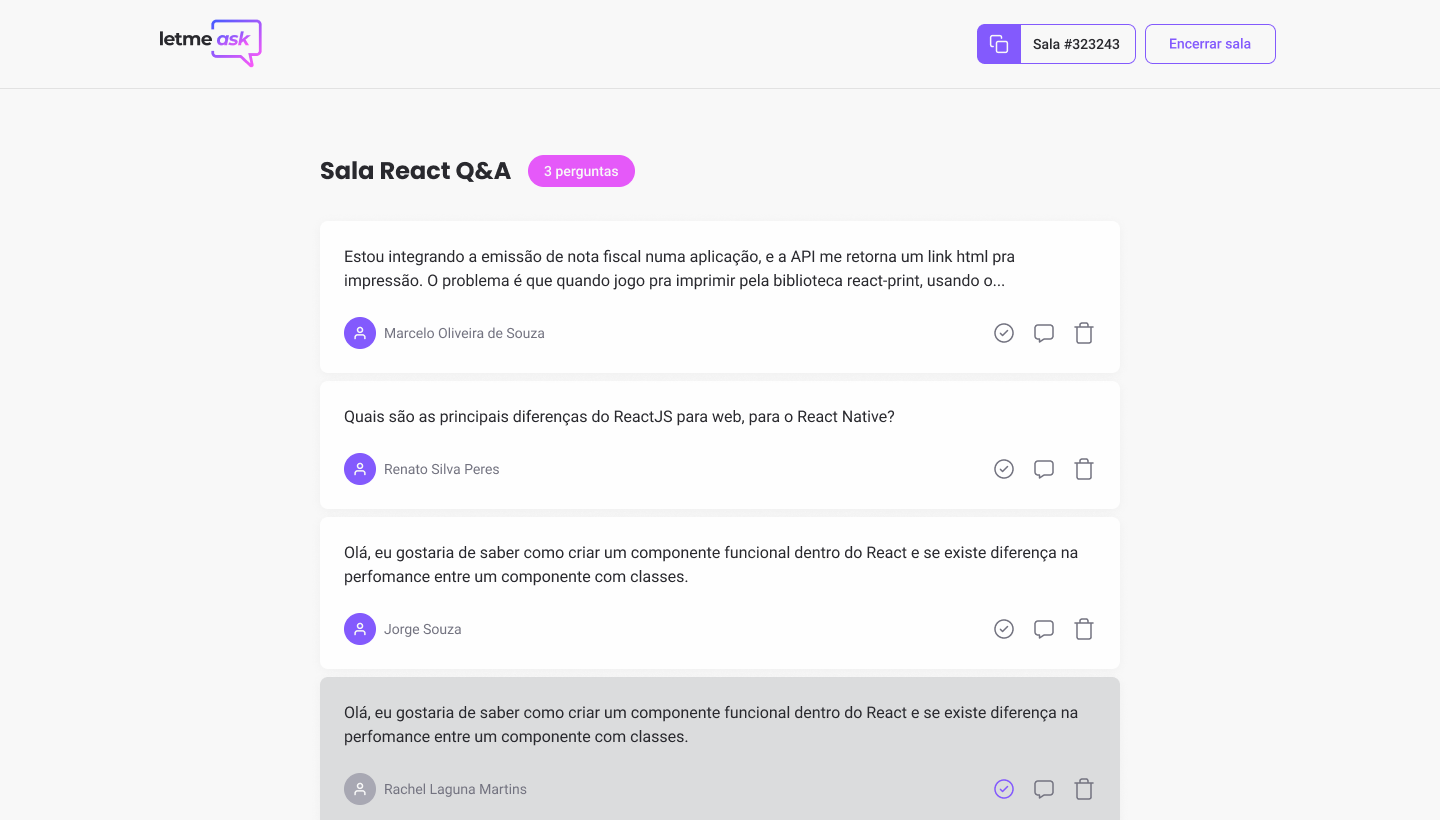 letme ask
Sala #323243
Encerrar sala
Sala React Q&A
3 perguntas
Estou integrando a emissão de nota fiscal numa aplicação, e a API me retorna um link html pra
impressão. O problema é que quando jogo pra imprimir pela biblioteca react-print, usando o...
Marcelo Oliveira de Souza
Quais são as principais diferenças do ReactJS para web, para o React Native?
Renato Silva Peres
Olá, eu gostaria de saber como criar um componente funcional dentro do React e se existe diferença na
perfomance entre um componente com classes.
Jorge Souza
Olá, eu gostaria de saber como criar um componente funcional dentro do React e se existe diferença na
perfomance entre um componente com classes.
Rachel Laguna Martins